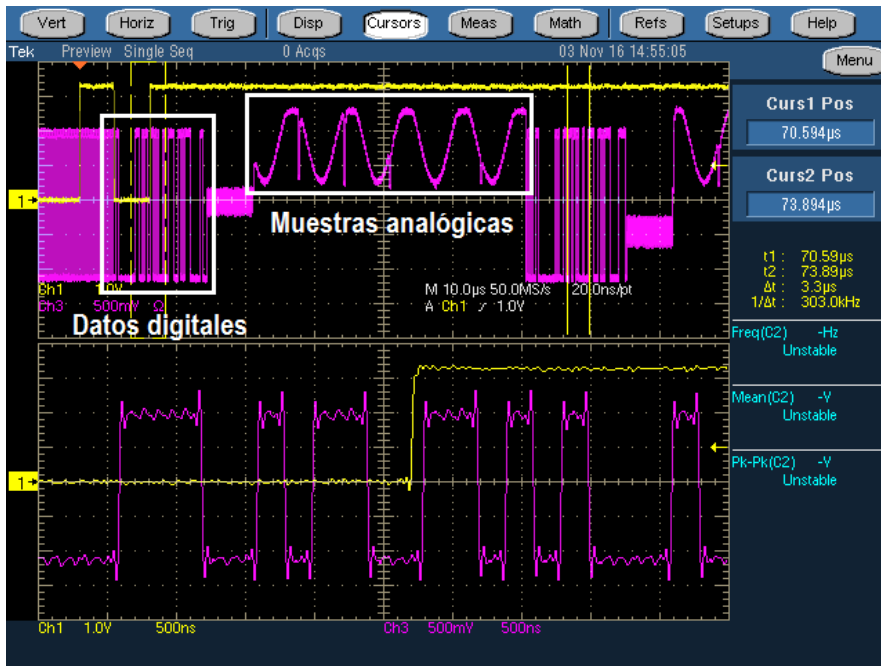 Vert Horiz Trig Disp Cursors Meas Math Refs Setups Help
Tek Preview Single Seq 0 Acqs 03 Nov 16 14:55:05
Menu
Curs1 Pos
70.594µs
Curs2 Pos
73.894µs
1
Muestras analógicas
t1 : 70.59µs
t2 : 73.89µs
Δt : 3.3µs
1/Δt : 303.0kHz
Ch1 1.0V M 10.0µs 50.0MS/s 20.0ns/pt
Ch3 500mV Ω A Ch1 1.0V
Datos digitales
Freq(C2) -Hz
Unstable
Mean(C2) -V
Unstable
Pk-Pk(C2) -V
Unstable
1
Ch1 1.0V 500ns Ch3 500mV 500ns